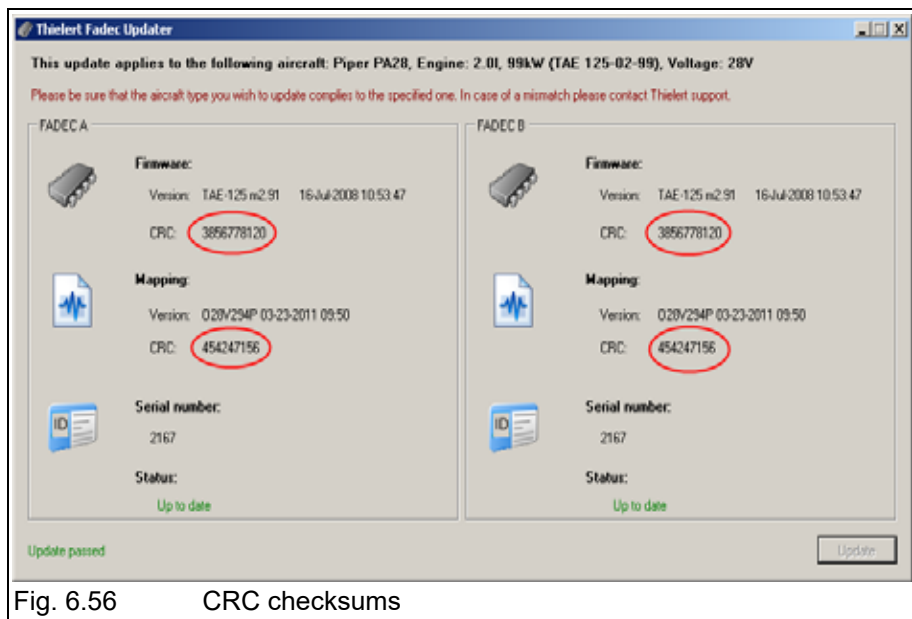 Thielert Fadec Updater
This update applies to the following aircraft: Piper PA28, Engine: 2.0l, 99kW (TAE 125-02-99), Voltage: 28V
Please be sure that the aircraft type you wish to update complies to the specified one. In case of a mismatch please contact Thielert support.
FADEC A
Firmware:
Version: TAE-125 m2.91 16-Jul-2008 10:53:47
CRC: 3856778120
Mapping:
Version: O28V294P 03-23-2011 09:50
CRC: 454247156
ID
Serial number:
2167
Status:
Up to date
FADEC B
Firmware:
Version: TAE-125 m2.91 16-Jul-2008 10:53:47
CRC: 3856778120
Mapping:
Version: O28V294P 03-23-2011 09:50
CRC: 454247156
ID
Serial number:
2167
Status:
Up to date
Update passed
Update
Fig. 6.56 CRC checksums